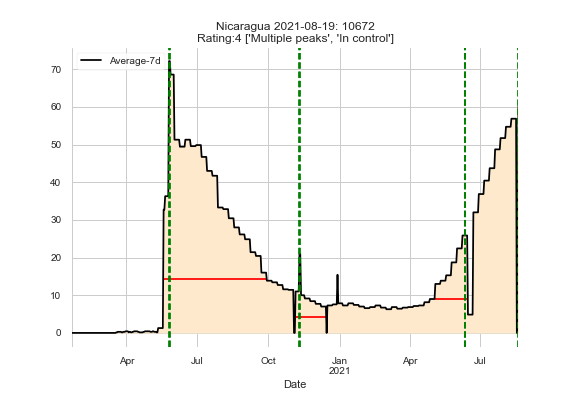 Nicaragua 2021-08-19: 10672
Rating:4 ['Multiple peaks', 'In control']
Average-7d
70
60
50
40
30
20
10
0
Apr Jul Oct Jan Apr Jul
2021
Date